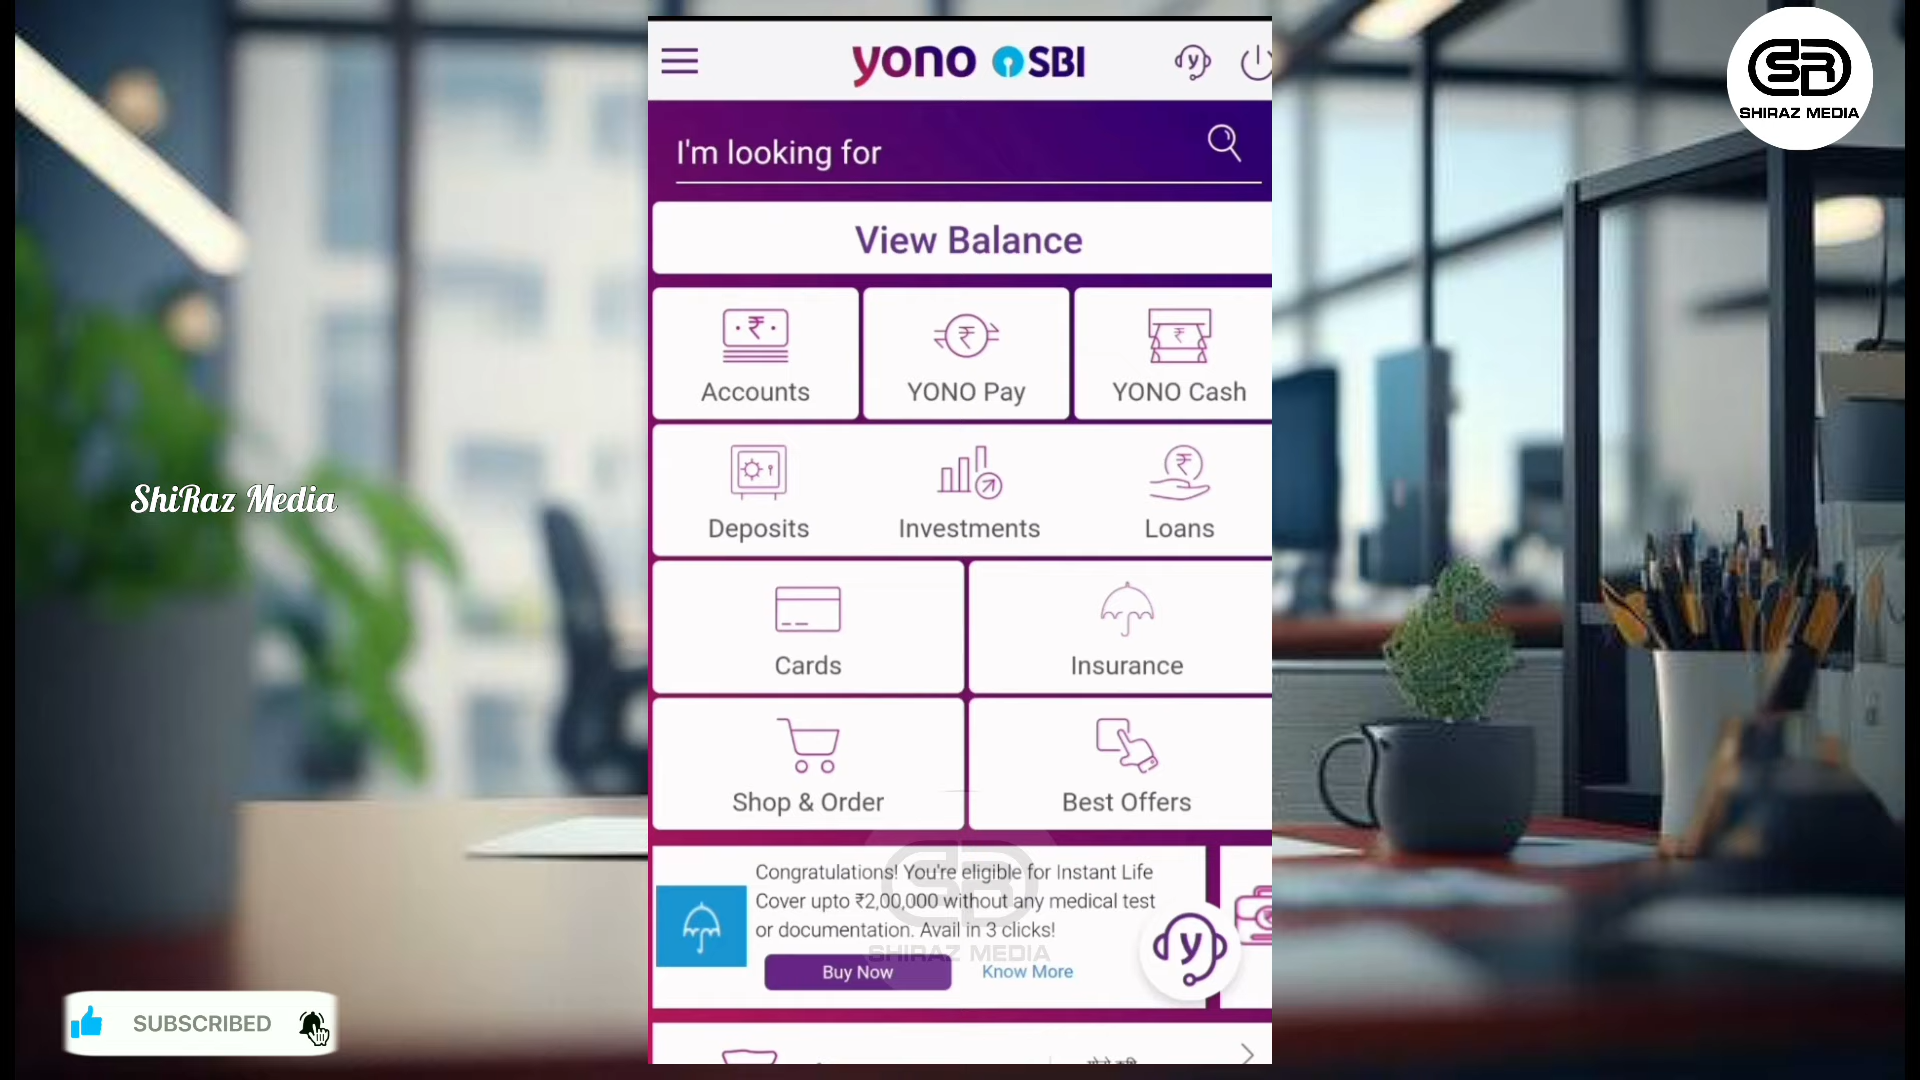 yono SBI
SHIRAZ MEDIA
I'm looking for
View Balance
Accounts
YONO Pay
YONO Cash
Deposits
Investments
Loans
ShiRaz Media
Cards
Insurance
Shop & Order
Best Offers
Congratulations! You're eligible for Instant Life
Cover upto ₹2,00,000 without any medical test
or documentation. Avail in 3 clicks!
SHIRAZ MEDIA
Buy Now
Know More
SUBSCRIBED